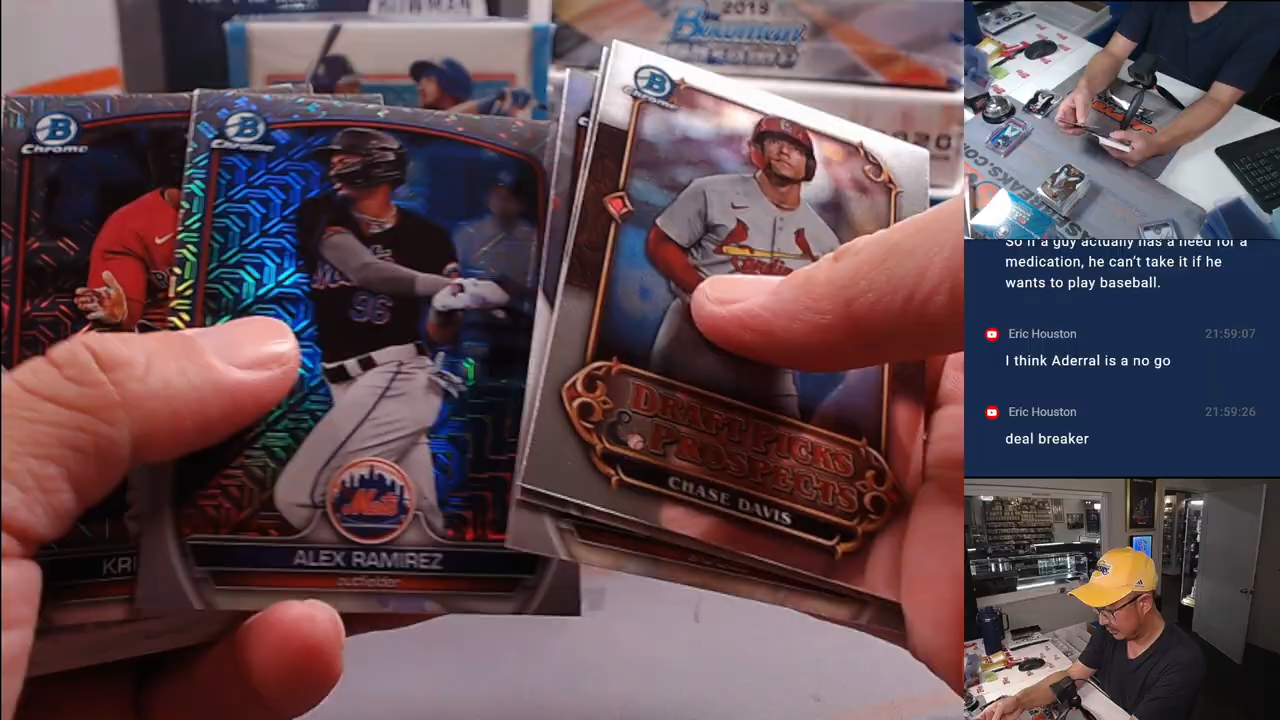 2019
Bowman
B
Chrome
B
Chrome
B
Chrome
96
Mets
KRI
ALEX RAMIREZ
outfielder
DRAFT PICKS
& PROSPECTS
CHASE DAVIS
So if a guy actually has a need for a
medication, he can't take it if he
wants to play baseball.
Eric Houston
21:59:07
I think Aderral is a no go
Eric Houston
21:59:26
deal breaker